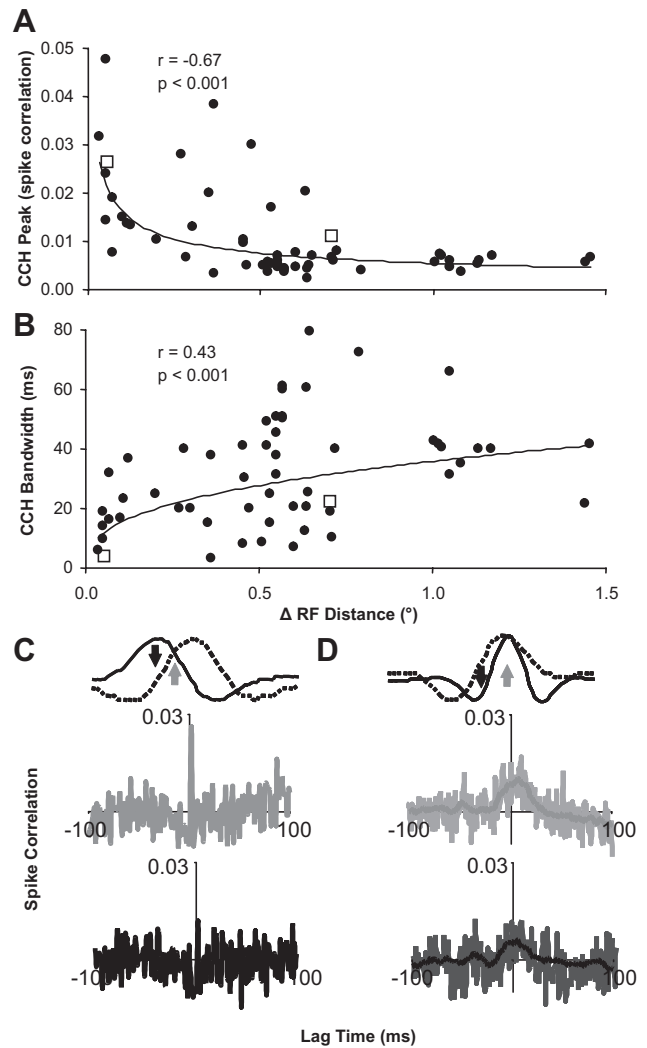 A
CCH Peak (spike correlation)
0.05
0.04
0.03
0.02
0.01
0.00
r = -0.67
p < 0.001
B
CCH Bandwidth (ms)
80
60
40
20
0
r = 0.43
p < 0.001
0.0 0.5 1.0 1.5
Δ RF Distance (°)
C
D
0.03
0.03
-100 100
-100 100
Spike Correlation
0.03
0.03
-100 100
-100 100
Lag Time (ms)